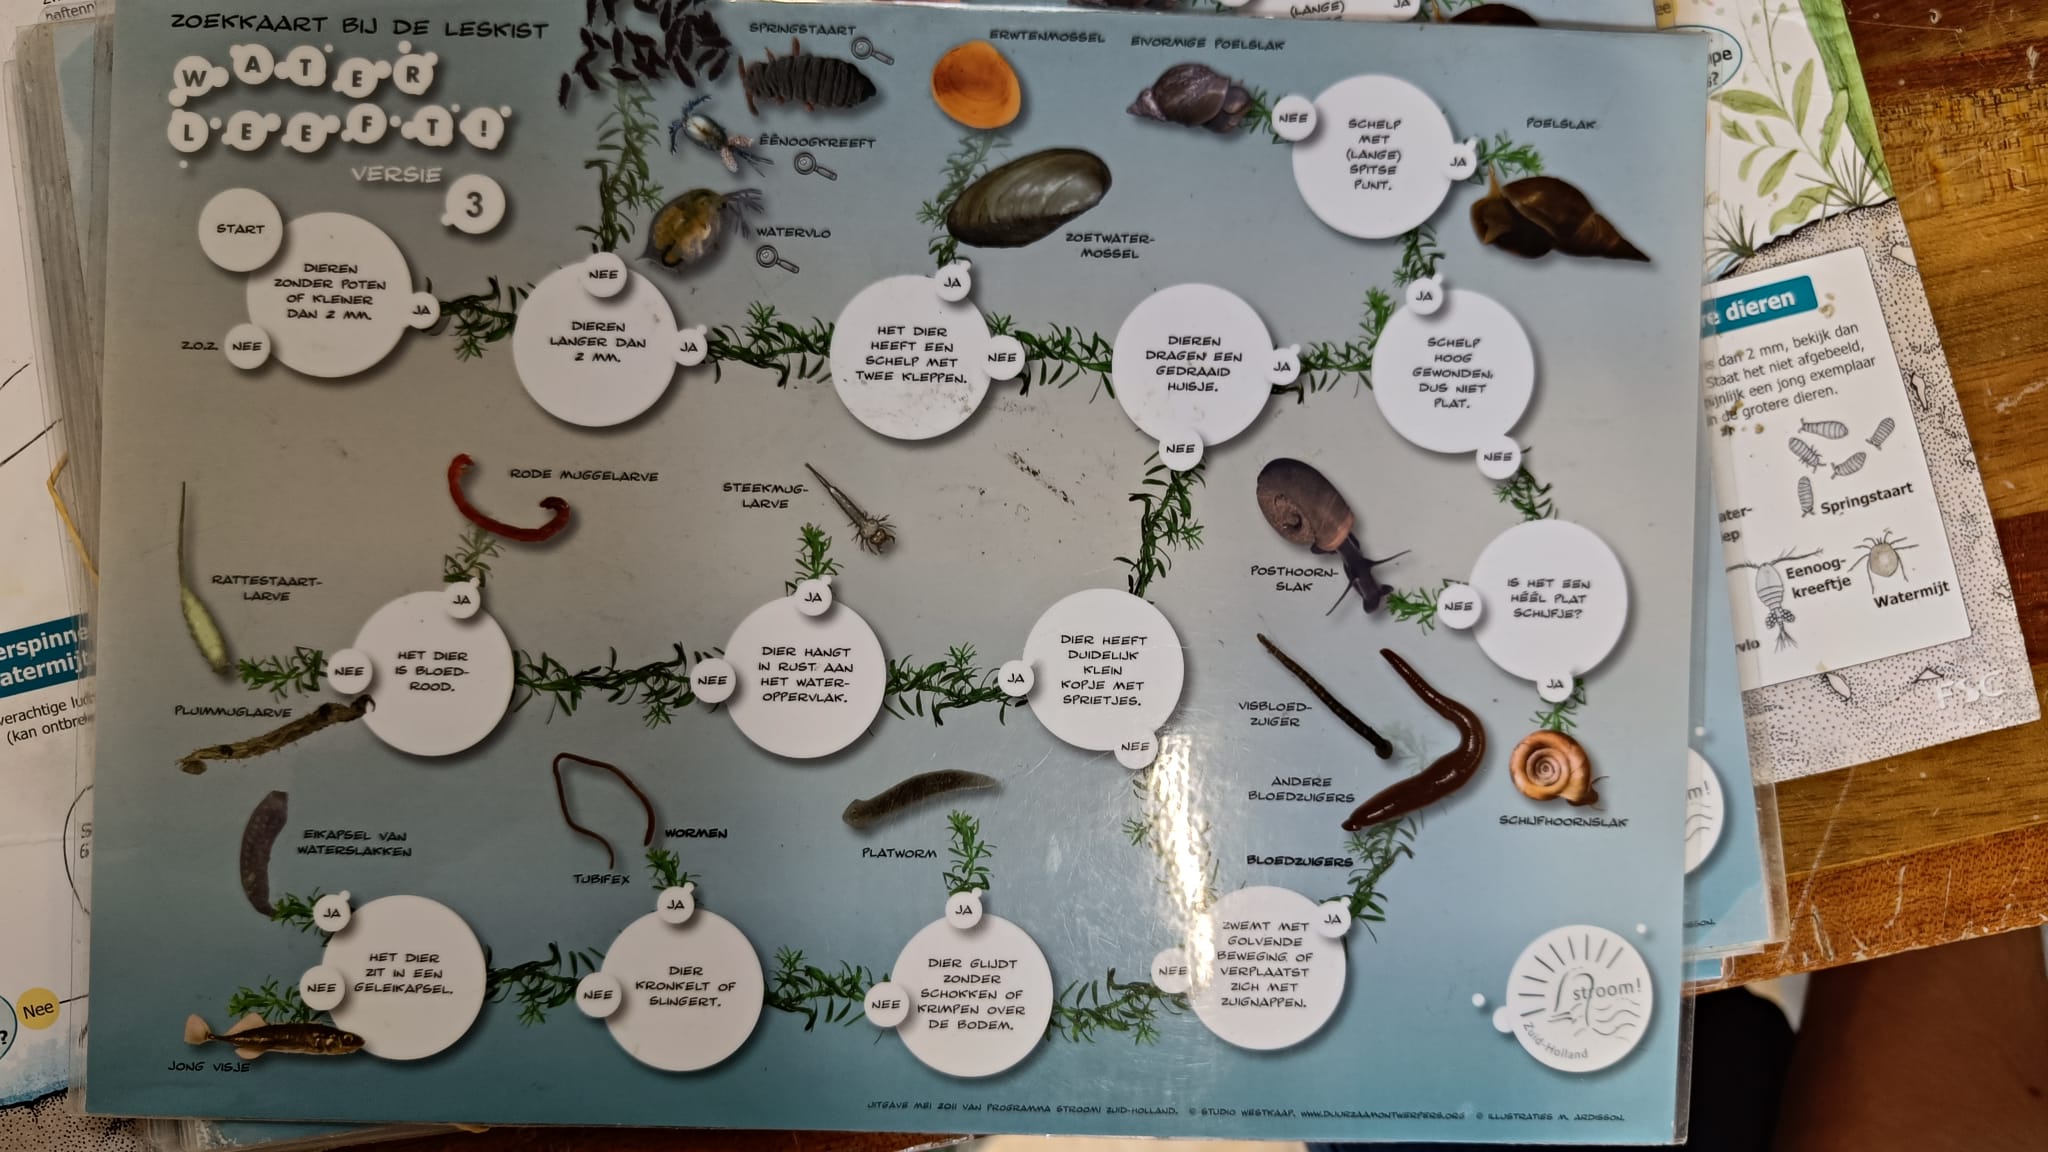 ZOEKKAART BIJ DE LESKIST
WATER
LEEFT!
VERSIE
3
START
DIEREN
ZONDER POTEN
OF KLEINER
DAN 2 MM.
JA
Z.O.Z.
NEE
NEE
DIEREN
LANGER DAN
2 MM.
JA
SPRINGSTAART
ÉÉNOOGKREEFT
WATERVLO
ERWTENMOSSEL
ZOETWATER-
MOSSEL
JA
HET DIER
HEEFT EEN
SCHELP MET
TWEE KLEPPEN.
NEE
DIEREN
DRAGEN EEN
GEDRAAID
HUISJE.
JA
NEE
EIVORMIGE POELSLAK
NEE
SCHELP
MET
(LANGE)
SPITSE
PUNT.
JA
POELSLAK
JA
SCHELP
HOOG
GEWONDEN,
DUS NIET
PLAT.
NEE
POSTHOORN-
SLAK
NEE
IS HET EEN
HÉÉL PLAT
SCHIJFJE?
JA
SCHIJFHOORNSLAK
RODE MUGGELARVE
STEEKMUG-
LARVE
RATTESTAART-
LARVE
PLUIMMUGLARVE
JA
NEE
HET DIER
IS BLOED-
ROOD.
JA
NEE
DIER HANGT
IN RUST AAN
HET WATER-
OPPERVLAK.
JA
DIER HEEFT
DUIDELIJK
KLEIN
KOPJE MET
SPRIETJES.
NEE
VISBLOED-
ZUIGER
ANDERE
BLOEDZUIGERS
BLOEDZUIGERS
EIKAPSEL VAN
WATERSLAKKEN
TUBIFEX
WORMEN
PLATWORM
JA
NEE
HET DIER
ZIT IN EEN
GELEIKAPSEL.
JONG VISJE
JA
NEE
DIER
KRONKELT OF
SLINGERT.
JA
NEE
DIER GLIJDT
ZONDER
SCHOKKEN OF
KRIMPEN OVER
DE BODEM.
JA
NEE
ZWEMT MET
GOLVENDE
BEWEGING OF
VERPLAATST
ZICH MET
ZUIGNAPPEN.
stroom!
Zuid-Holland
UITGAVE MEI 2011 VAN PROGRAMMA STROOM! ZUID-HOLLAND. © STUDIO WESTKAAP, WWW.DUURZAAMONTWERPERS.ORG © ILLUSTRATIES M. ARDISSON.
(LANGE)
JA
dieren
dan 2 mm, bekijk dan
Staat het niet afgebeeld,
een jong exemplaar
de grotere dieren.
Springstaart
Eenoog-
kreeftje
Watermijt
FSC
Nee
(kan